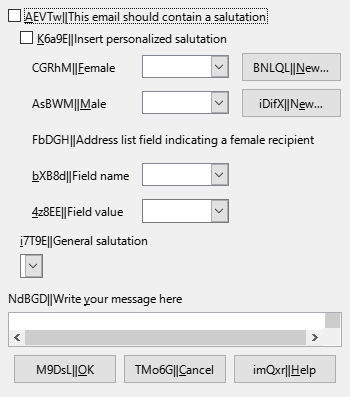 AEVTw||This email should contain a salutation
K6a9E||Insert personalized salutation
CGRhM||Female BNLQL||New...
AsBWM||Male iDifX||New...
FbDGH||Address list field indicating a female recipient
bXB8d||Field name
4z8EE||Field value
i7T9E||General salutation
NdBGD||Write your message here
M9DsL||OK TMo6G||Cancel imQxr||Help